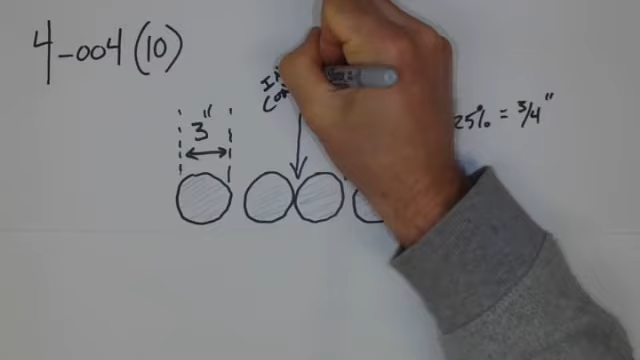 4-004(10)
3"
25% = 3/4"